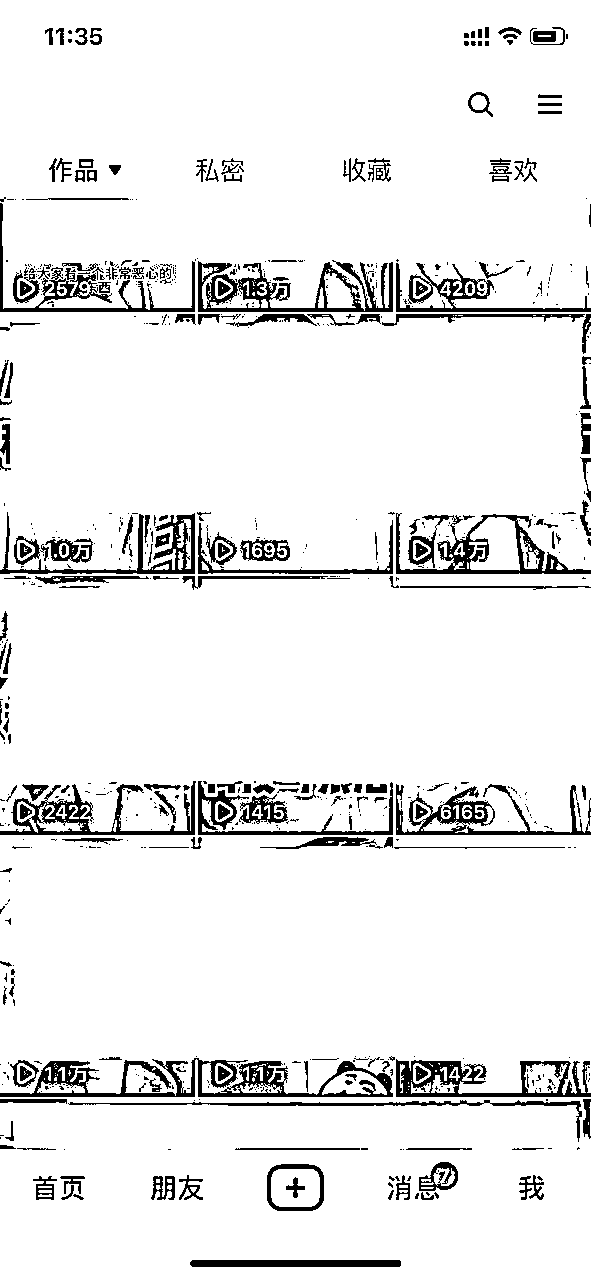 11:35
作品 私密 收藏 喜欢
给大家看一个非常恶心的
2579 1.3万 4209
1.0万 1695 1.4万
2422 1415 6165
1.1万 1.1万 1422
首页 朋友 消息 7 我